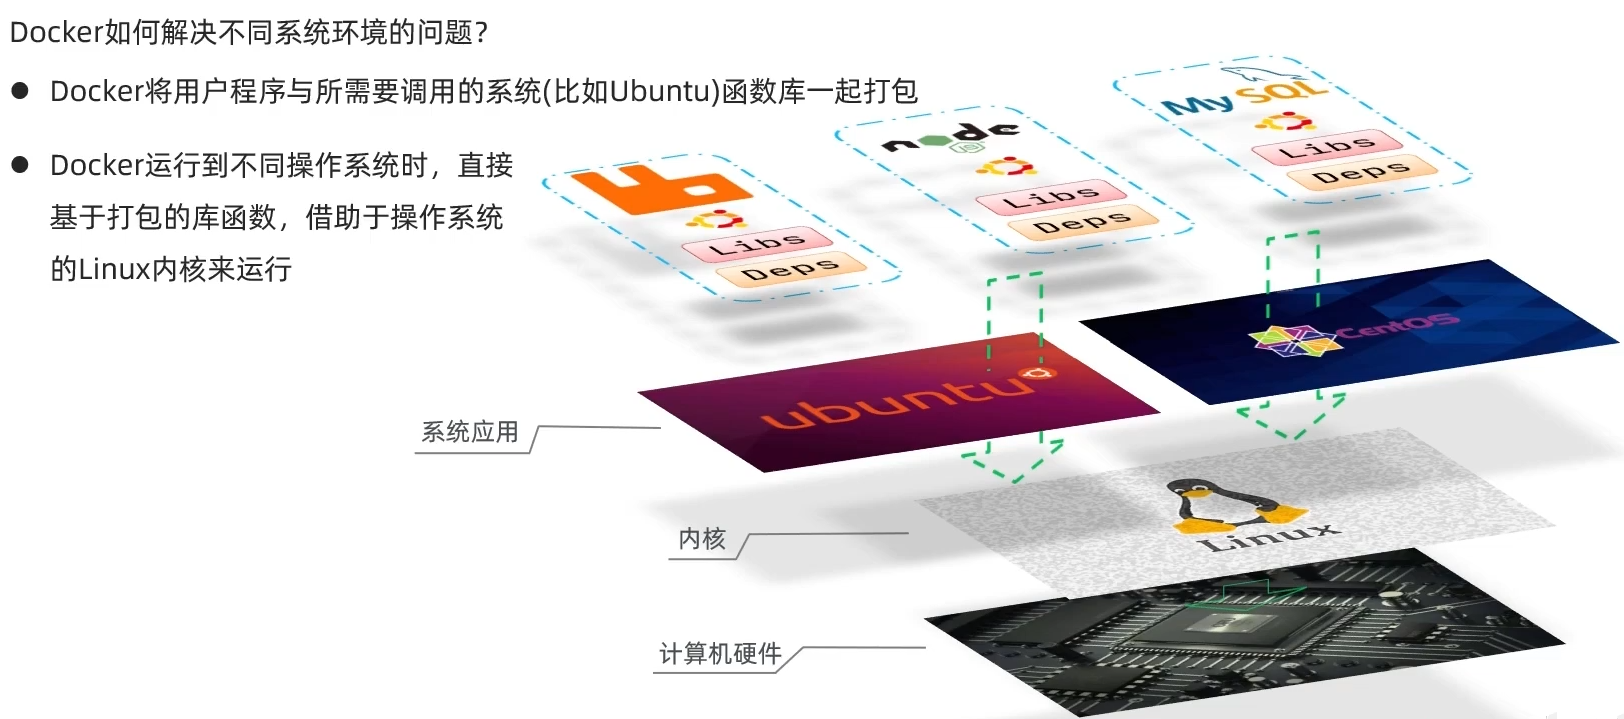 Docker如何解决不同系统环境的问题？
● Docker将用户程序与所需要调用的系统(比如Ubuntu)函数库一起打包
● Docker运行到不同操作系统时，直接
基于打包的库函数，借助于操作系统
的Linux内核来运行
Libs
Deps
node
JS
Libs
Deps
MySQL
Libs
Deps
ubuntu
CentOS
系统应用
内核
Linux
计算机硬件